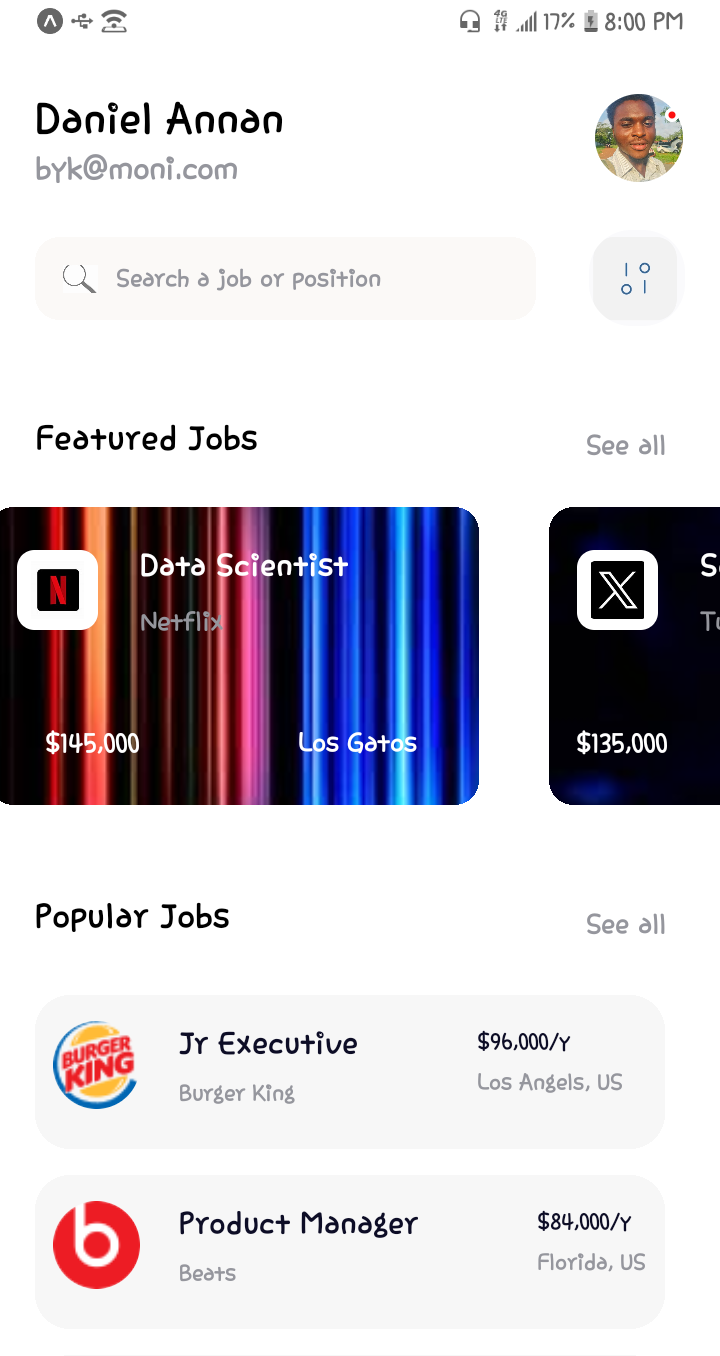 4G LTE 17% 8:00 PM
Daniel Annan
byk@moni.com
Search a job or position
Featured Jobs
See all
N
Data Scientist
Netflix
$145,000
Los Gatos
X
$135,000
Popular Jobs
See all
BURGER KING
Jr Executive
$96,000/Y
Burger King
Los Angels, US
b
Product Manager
$84,000/Y
Beats
Florida, US